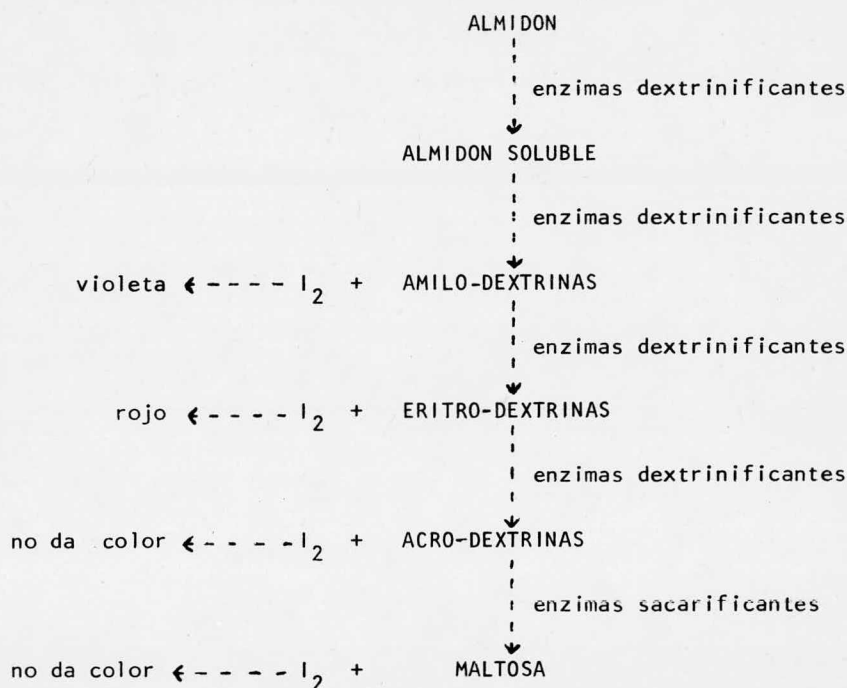 ALMIDON
enzimas dextrinificantes
ALMIDON SOLUBLE
enzimas dextrinificantes
violeta I2 + AMILO-DEXTRINAS
enzimas dextrinificantes
rojo I2 + ERITRO-DEXTRINAS
enzimas dextrinificantes
no da color I2 + ACRO-DEXTRINAS
enzimas sacarificantes
no da color I2 + MALTOSA